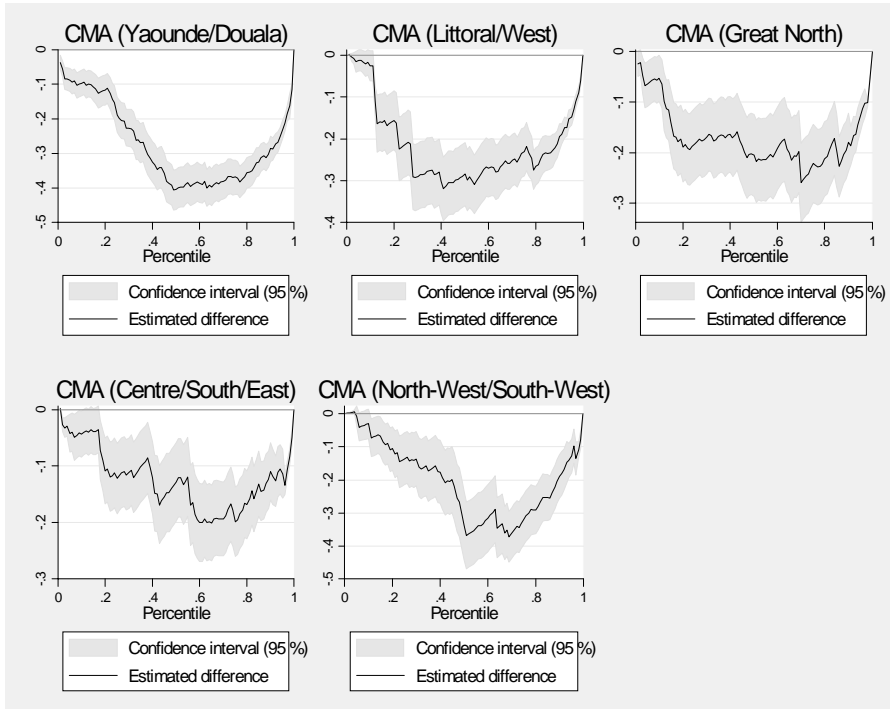 CMA (Yaounde/Douala)
0
-.1
-.2
-.3
-.4
-.5
0 .2 .4 .6 .8 1
Percentile
Confidence interval (95 %)
Estimated difference
CMA (Littoral/West)
0
-.1
-.2
-.3
-.4
0 .2 .4 .6 .8 1
Percentile
Confidence interval (95 %)
Estimated difference
CMA (Great North)
0
-.1
-.2
-.3
0 .2 .4 .6 .8 1
Percentile
Confidence interval (95 %)
Estimated difference
CMA (Centre/South/East)
0
-.1
-.2
-.3
0 .2 .4 .6 .8 1
Percentile
Confidence interval (95 %)
Estimated difference
CMA (North-West/South-West)
0
-.1
-.2
-.3
-.4
-.5
0 .2 .4 .6 .8 1
Percentile
Confidence interval (95 %)
Estimated difference